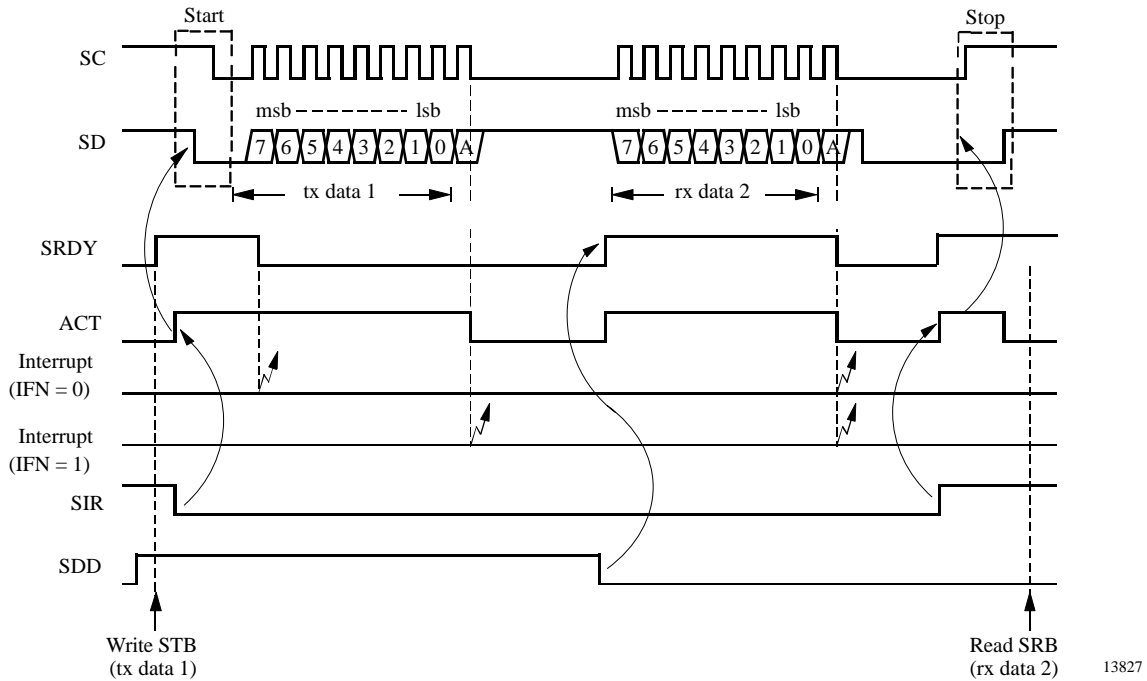 Start
Stop
SC
msb lsb
msb lsb
SD
7 6 5 4 3 2 1 0 A
7 6 5 4 3 2 1 0 A
tx data 1
rx data 2
SRDY
ACT
Interrupt
(IFN = 0)
Interrupt
(IFN = 1)
SIR
SDD
Write STB
(tx data 1)
Read SRB
(rx data 2)
13827